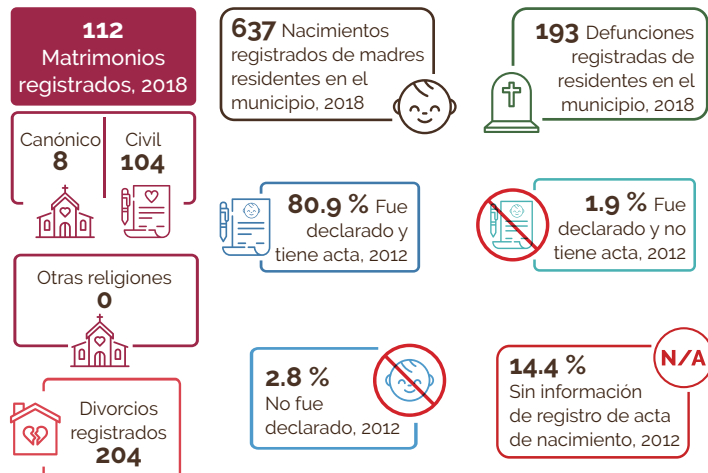 112
Matrimonios
registrados, 2018
Canónico
8
Civil
104
Otras religiones
0
Divorcios
registrados
204
637 Nacimientos
registrados de madres
residentes en el
municipio, 2018
193 Defunciones
registradas de
residentes en el
municipio, 2018
80.9 % Fue
declarado y
tiene acta, 2012
1.9 % Fue
declarado y no
tiene acta, 2012
2.8 %
No fue
declarado, 2012
14.4 %
Sin información
de registro de acta
de nacimiento, 2012
N/A